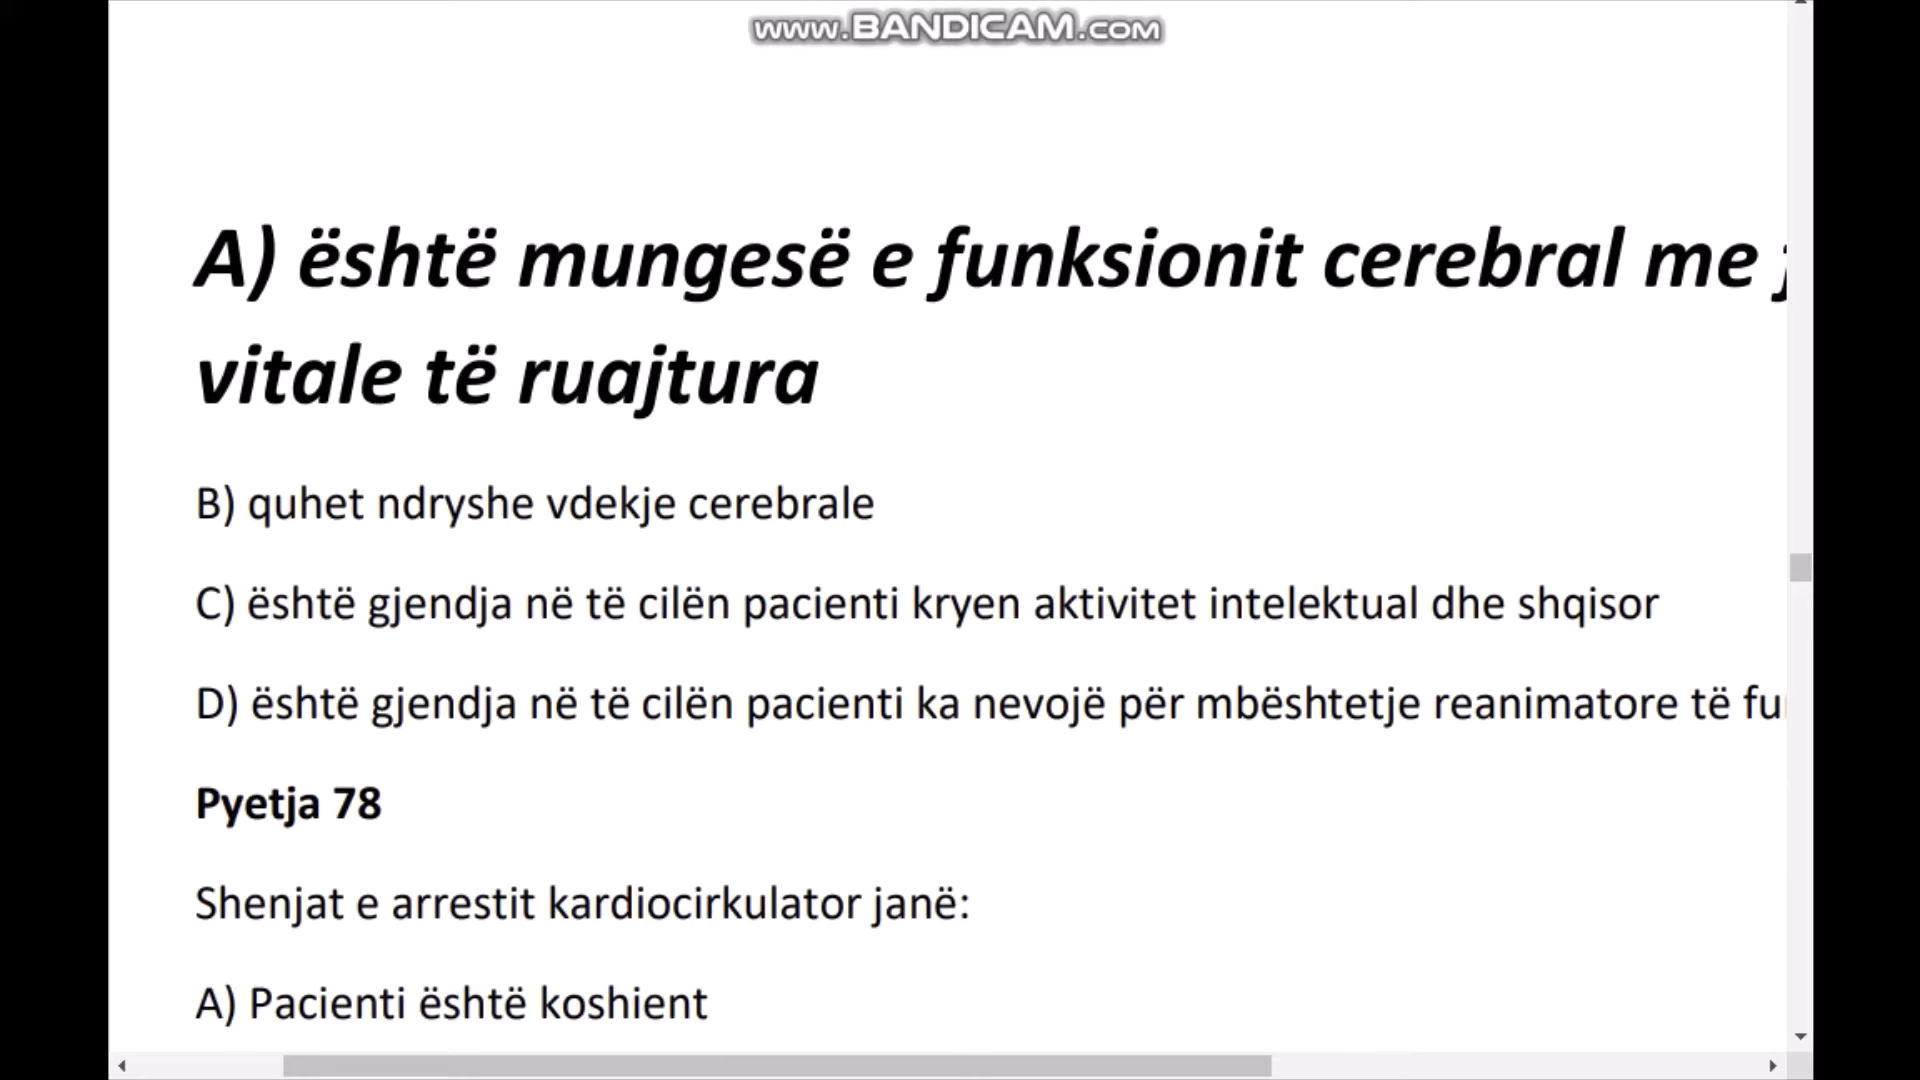 www.BANDICAM.com
A) është mungesë e funksionit cerebral me
vitale të ruajtura
B) quhet ndryshe vdekje cerebrale
C) është gjendja në të cilën pacienti kryen aktivitet intelektual dhe shqisor
D) është gjendja në të cilën pacienti ka nevojë për mbështetje reanimatore të
Pyetja 78
Shenjat e arrestit kardiocirkulator janë:
A) Pacienti është koshient